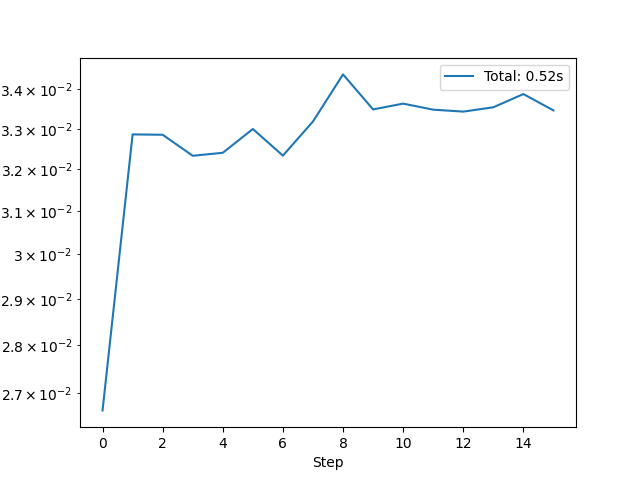 Total: 0.52s
3.4 × 10⁻²
3.3 × 10⁻²
3.2 × 10⁻²
3.1 × 10⁻²
3 × 10⁻²
2.9 × 10⁻²
2.8 × 10⁻²
2.7 × 10⁻²
0 2 4 6 8 10 12 14
Step